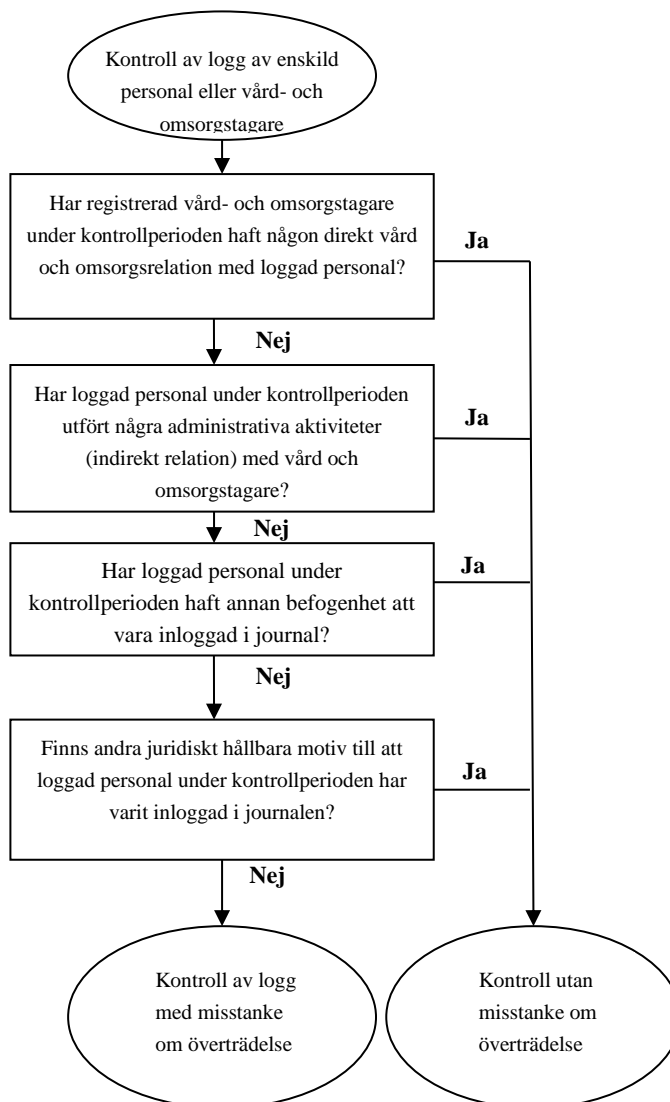 Kontroll av logg av enskild
personal eller vård- och
omsorgstagare
Har registrerad vård- och omsorgstagare
under kontrollperioden haft någon direkt vård
och omsorgsrelation med loggad personal?
Ja
Nej
Har loggad personal under kontrollperioden
utfört några administrativa aktiviteter
(indirekt relation) med vård och
omsorgstagare?
Ja
Nej
Har loggad personal under
kontrollperioden haft annan befogenhet att
vara inloggad i journal?
Ja
Nej
Finns andra juridiskt hållbara motiv till att
loggad personal under kontrollperioden har
varit inloggad i journalen?
Ja
Nej
Kontroll av logg
med misstanke
om överträdelse
Kontroll utan
misstanke om
överträdelse